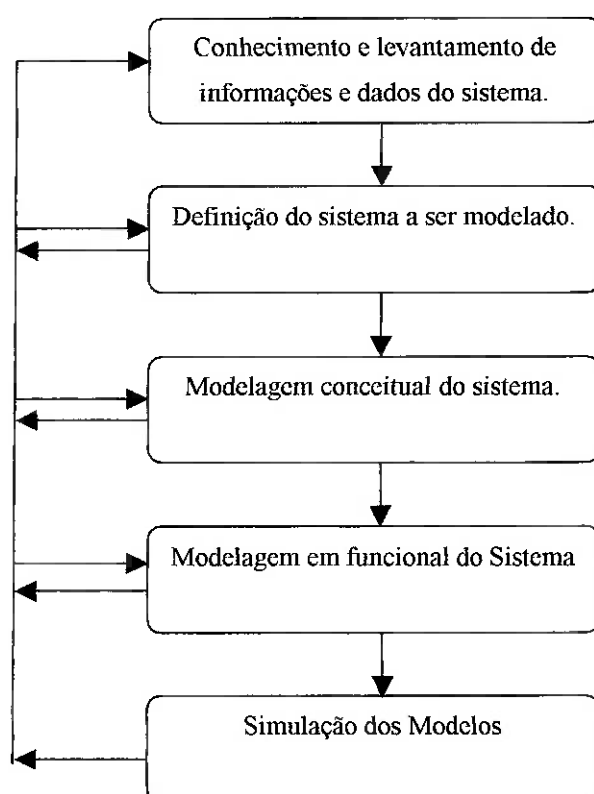 Conhecimento e levantamento de
informações e dados do sistema.
Definição do sistema a ser modelado.
Modelagem conceitual do sistema.
Modelagem em funcional do Sistema
Simulação dos Modelos